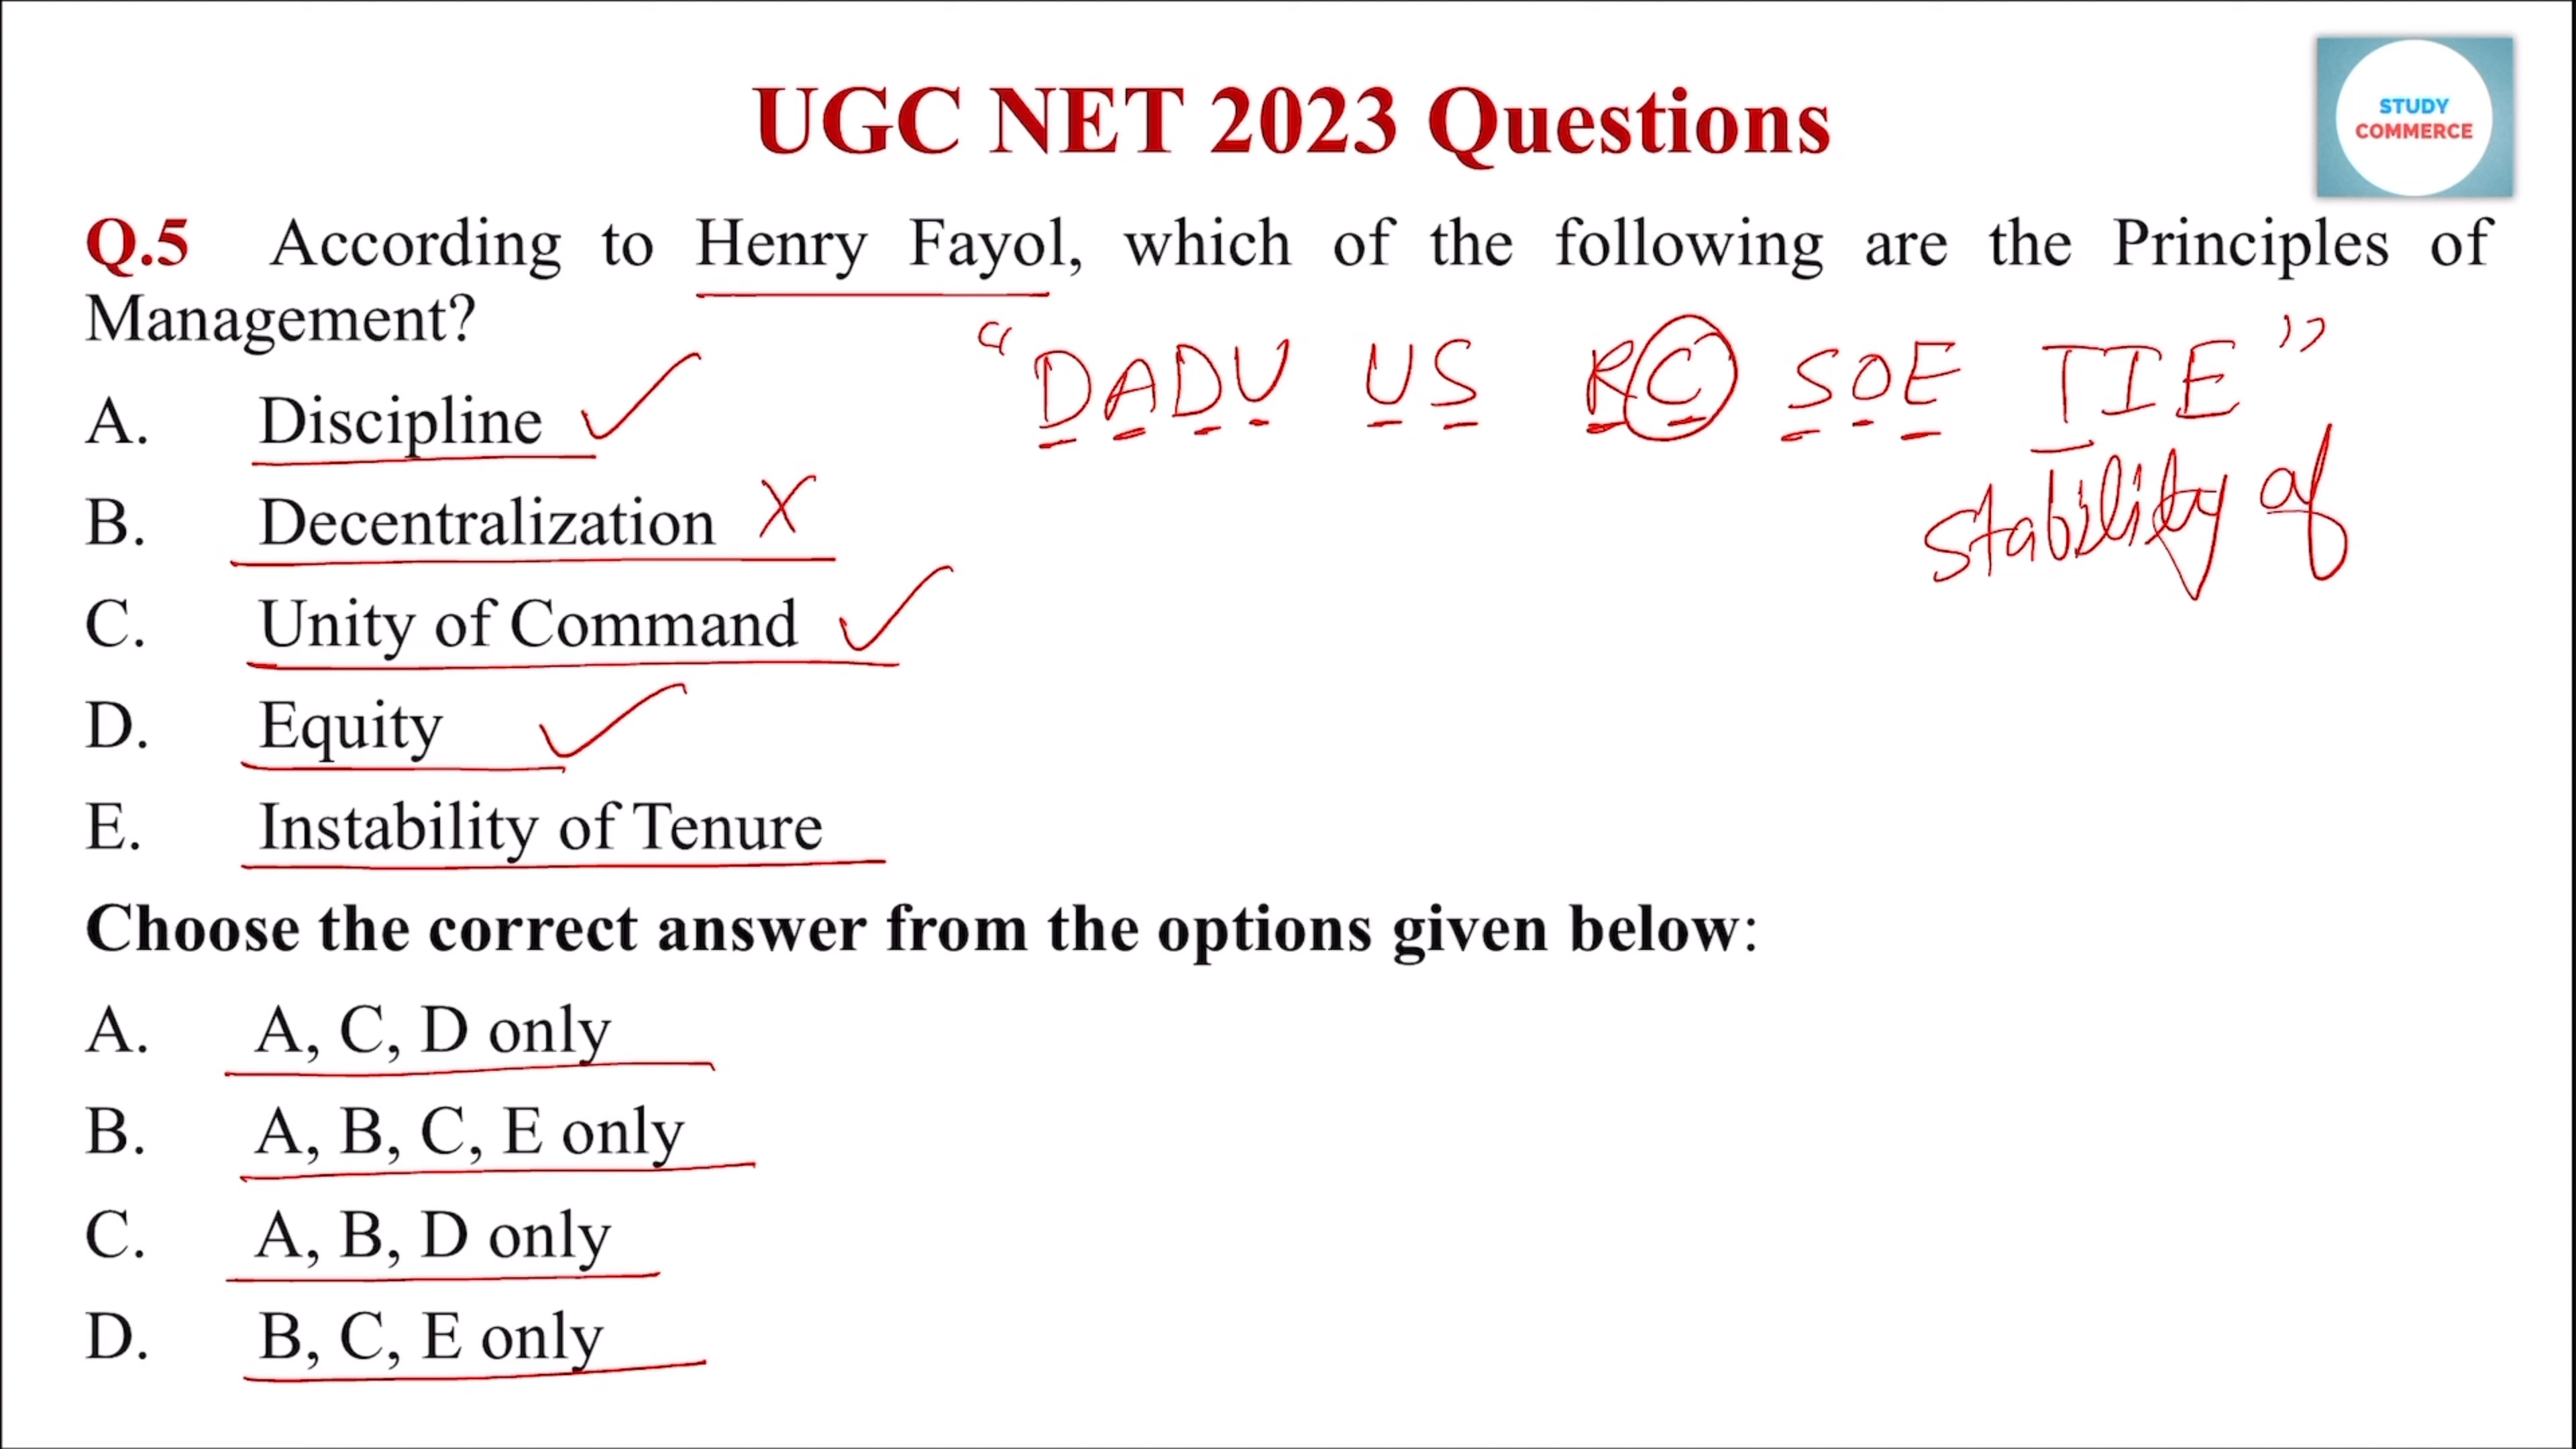 UGC NET 2023 Questions
STUDY
COMMERCE
Q.5 According to Henry Fayol, which of the following are the Principles of
Management?
"DADU US RC SOE TIE"
A. Discipline ✓
Stability of
B. Decentralization X
C. Unity of Command ✓
D. Equity ✓
E. Instability of Tenure
Choose the correct answer from the options given below:
A. A, C, D only
B. A, B, C, E only
C. A, B, D only
D. B, C, E only